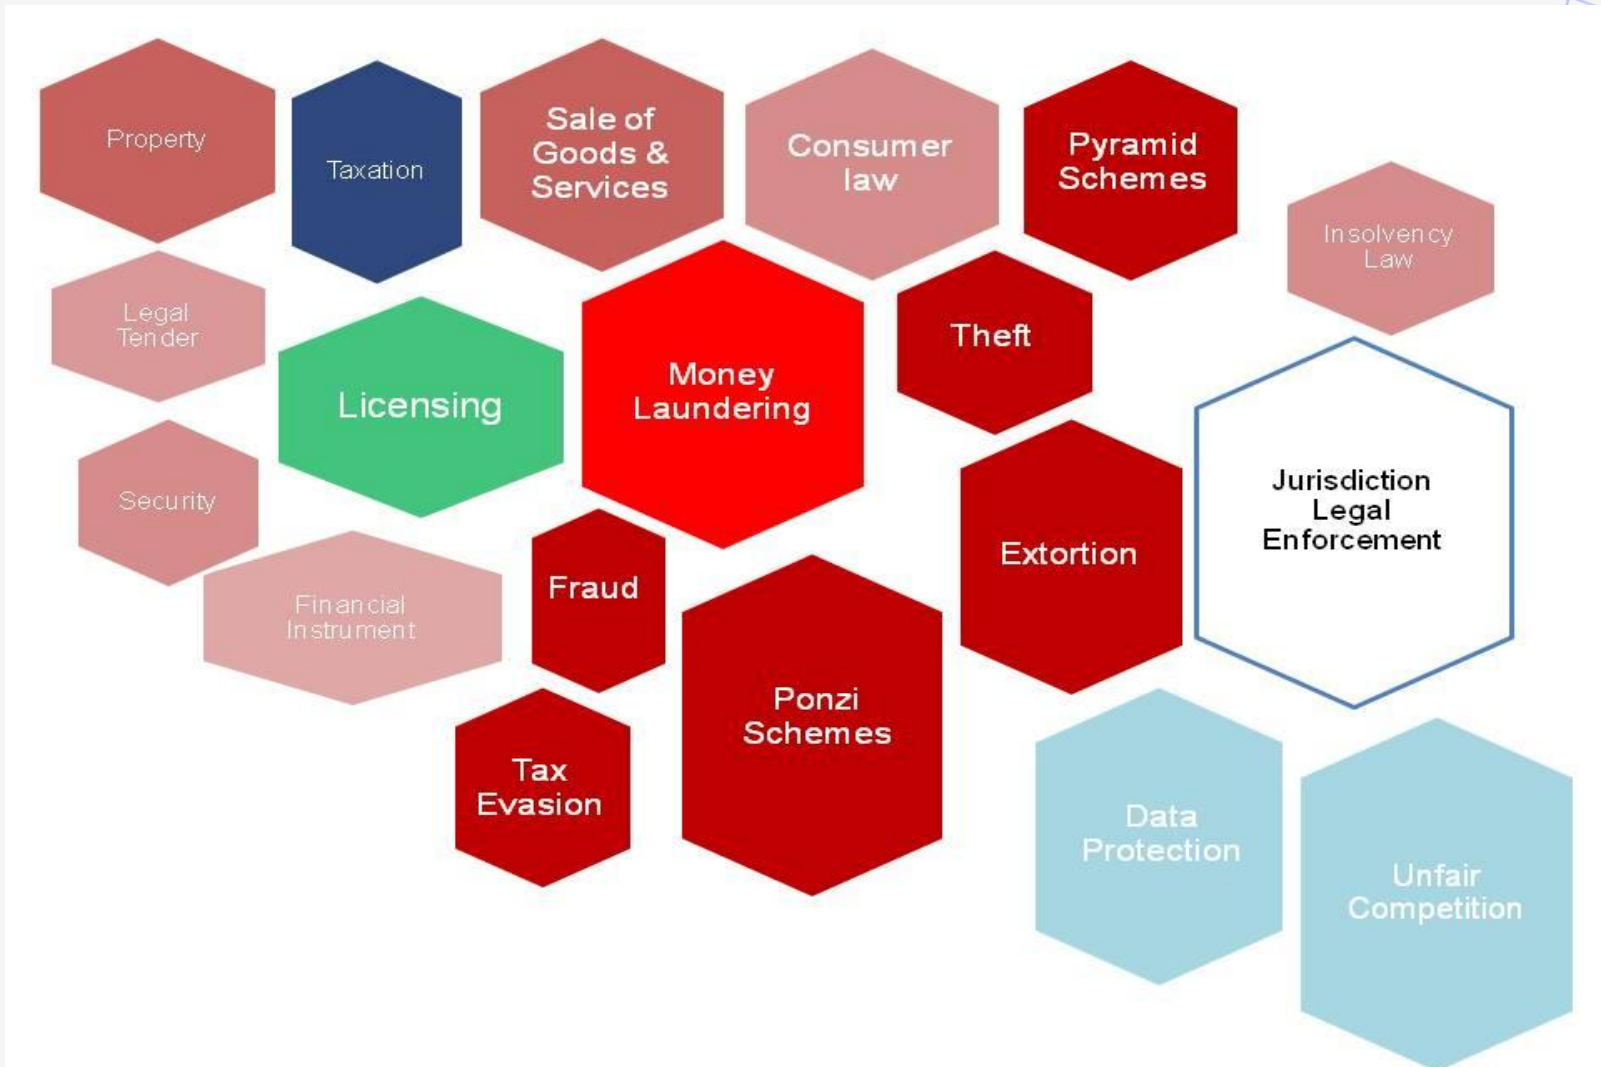 Property
Taxation
Sale of
Goods &
Services
Consumer
law
Pyramid
Schemes
Insolvency
Law
Legal
Tender
Licensing
Money
Laundering
Theft
Security
Jurisdiction
Legal
Enforcement
Extortion
Financial
Instrument
Fraud
Ponzi
Schemes
Tax
Evasion
Data
Protection
Unfair
Competition